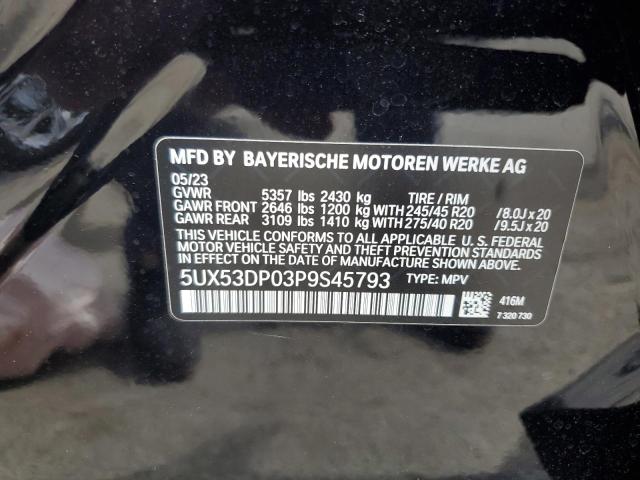 MFD BY BAYERISCHE MOTOREN WERKE AG
05/23
GVWR 5357 lbs 2430 kg TIRE / RIM
GAWR FRONT 2646 lbs 1200 kg WITH 245/45 R20 /8.0J x 20
GAWR REAR 3109 lbs 1410 kg WITH 275/40 R20 /9.5J x 20
THIS VEHICLE CONFORMS TO ALL APPLICABLE U. S. FEDERAL
MOTOR VEHICLE SAFETY AND THEFT PREVENTION STANDARDS
IN EFFECT ON THE DATE OF MANUFACTURE SHOWN ABOVE.
5UX53DP03P9S45793 TYPE: MPV
416M
7 320 730